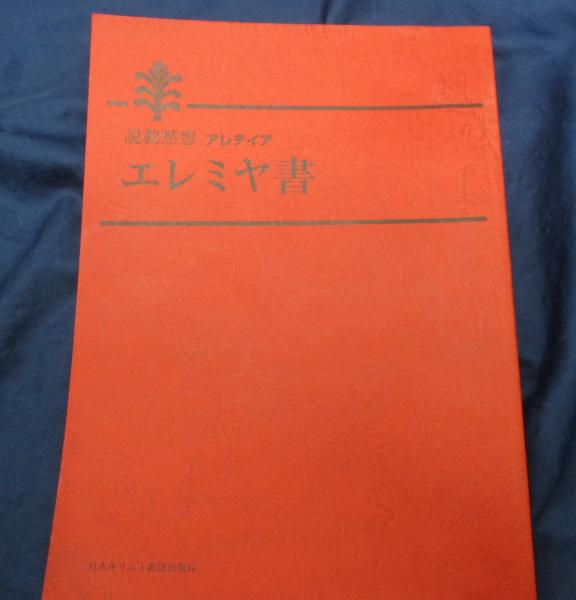 説教黙想 アレテイア
エレミヤ書
日本キリスト教団出版局